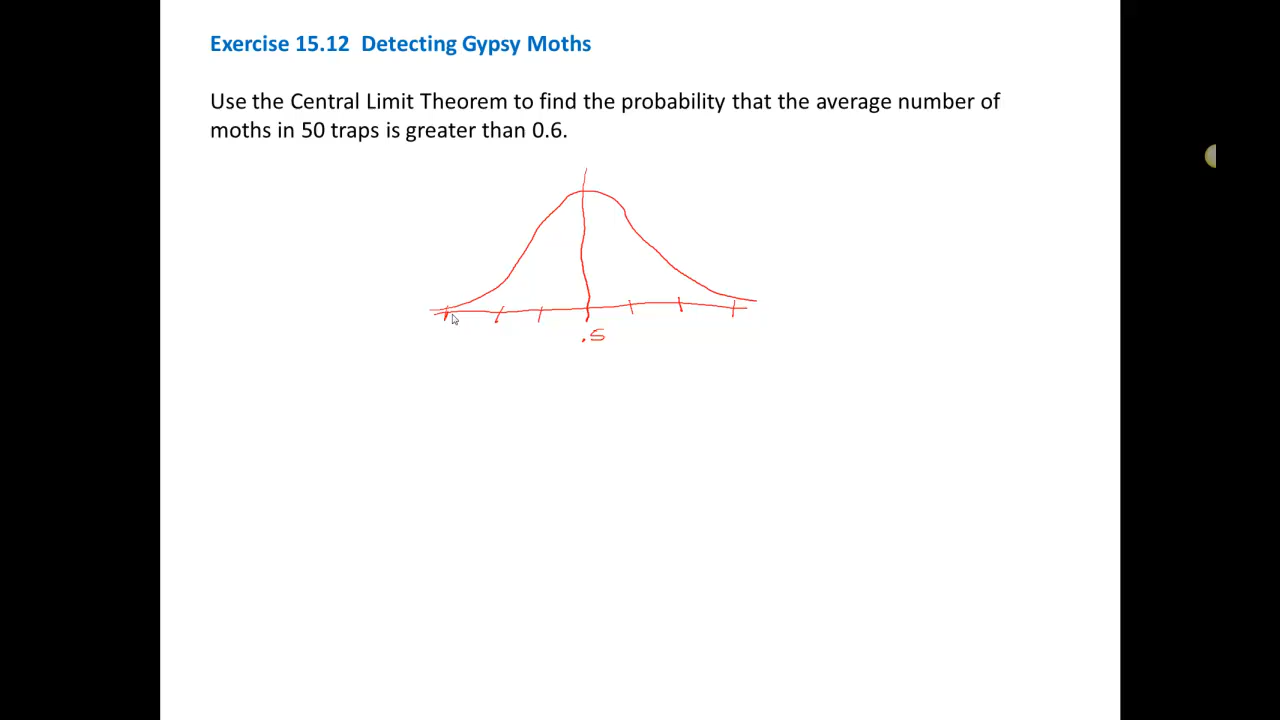 Exercise 15.12 Detecting Gypsy Moths
Use the Central Limit Theorem to find the probability that the average number of
moths in 50 traps is greater than 0.6.
.5